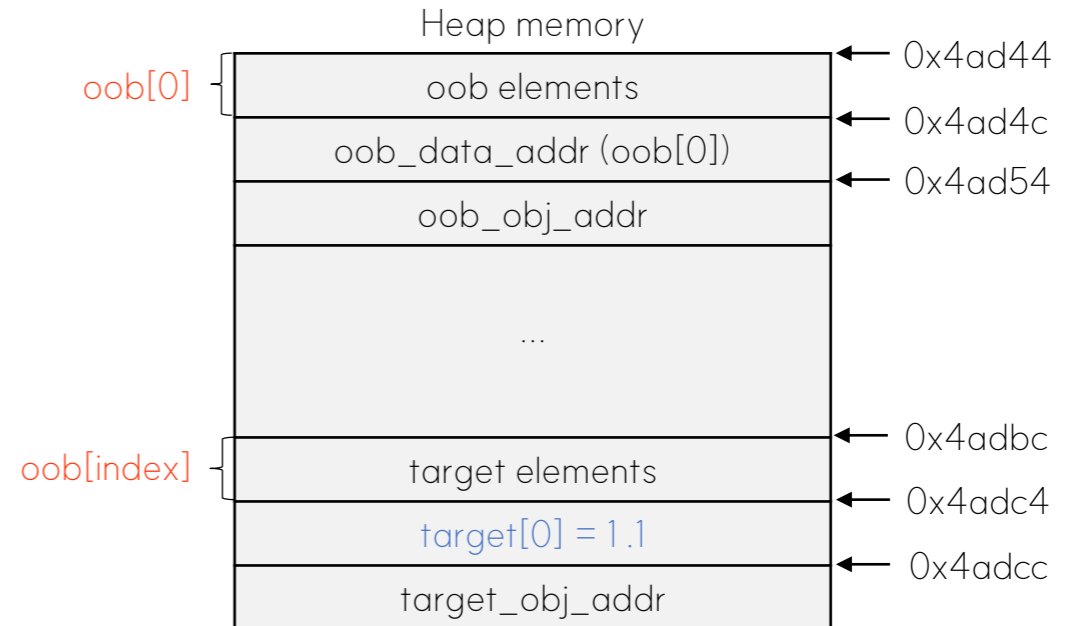 Heap memory
0x4ad44
oob[0]
oob elements
0x4ad4c
oob_data_addr (oob[0])
0x4ad54
oob_obj_addr
...
0x4adbc
oob[index]
target elements
0x4adc4
target[0] = 1.1
0x4adcc
target_obj_addr